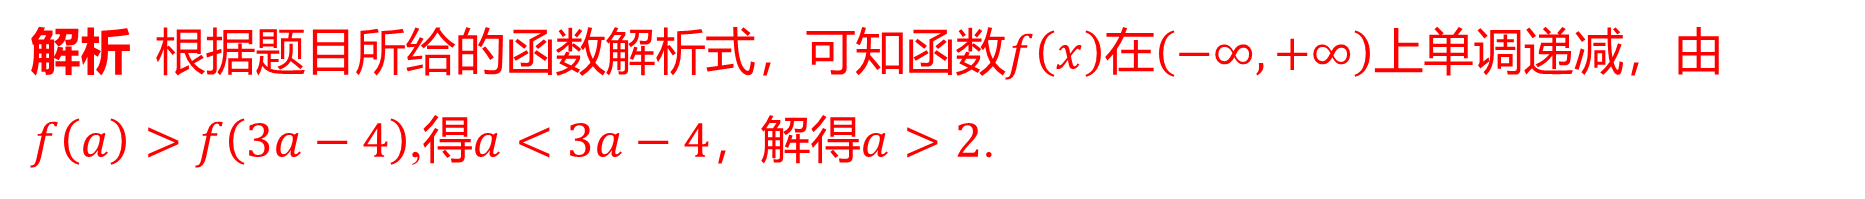 解析 根据题目所给的函数解析式，可知函数f(x)在(−∞,+∞)上单调递减，由
f(a) > f(3a − 4),得a < 3a − 4，解得a > 2.